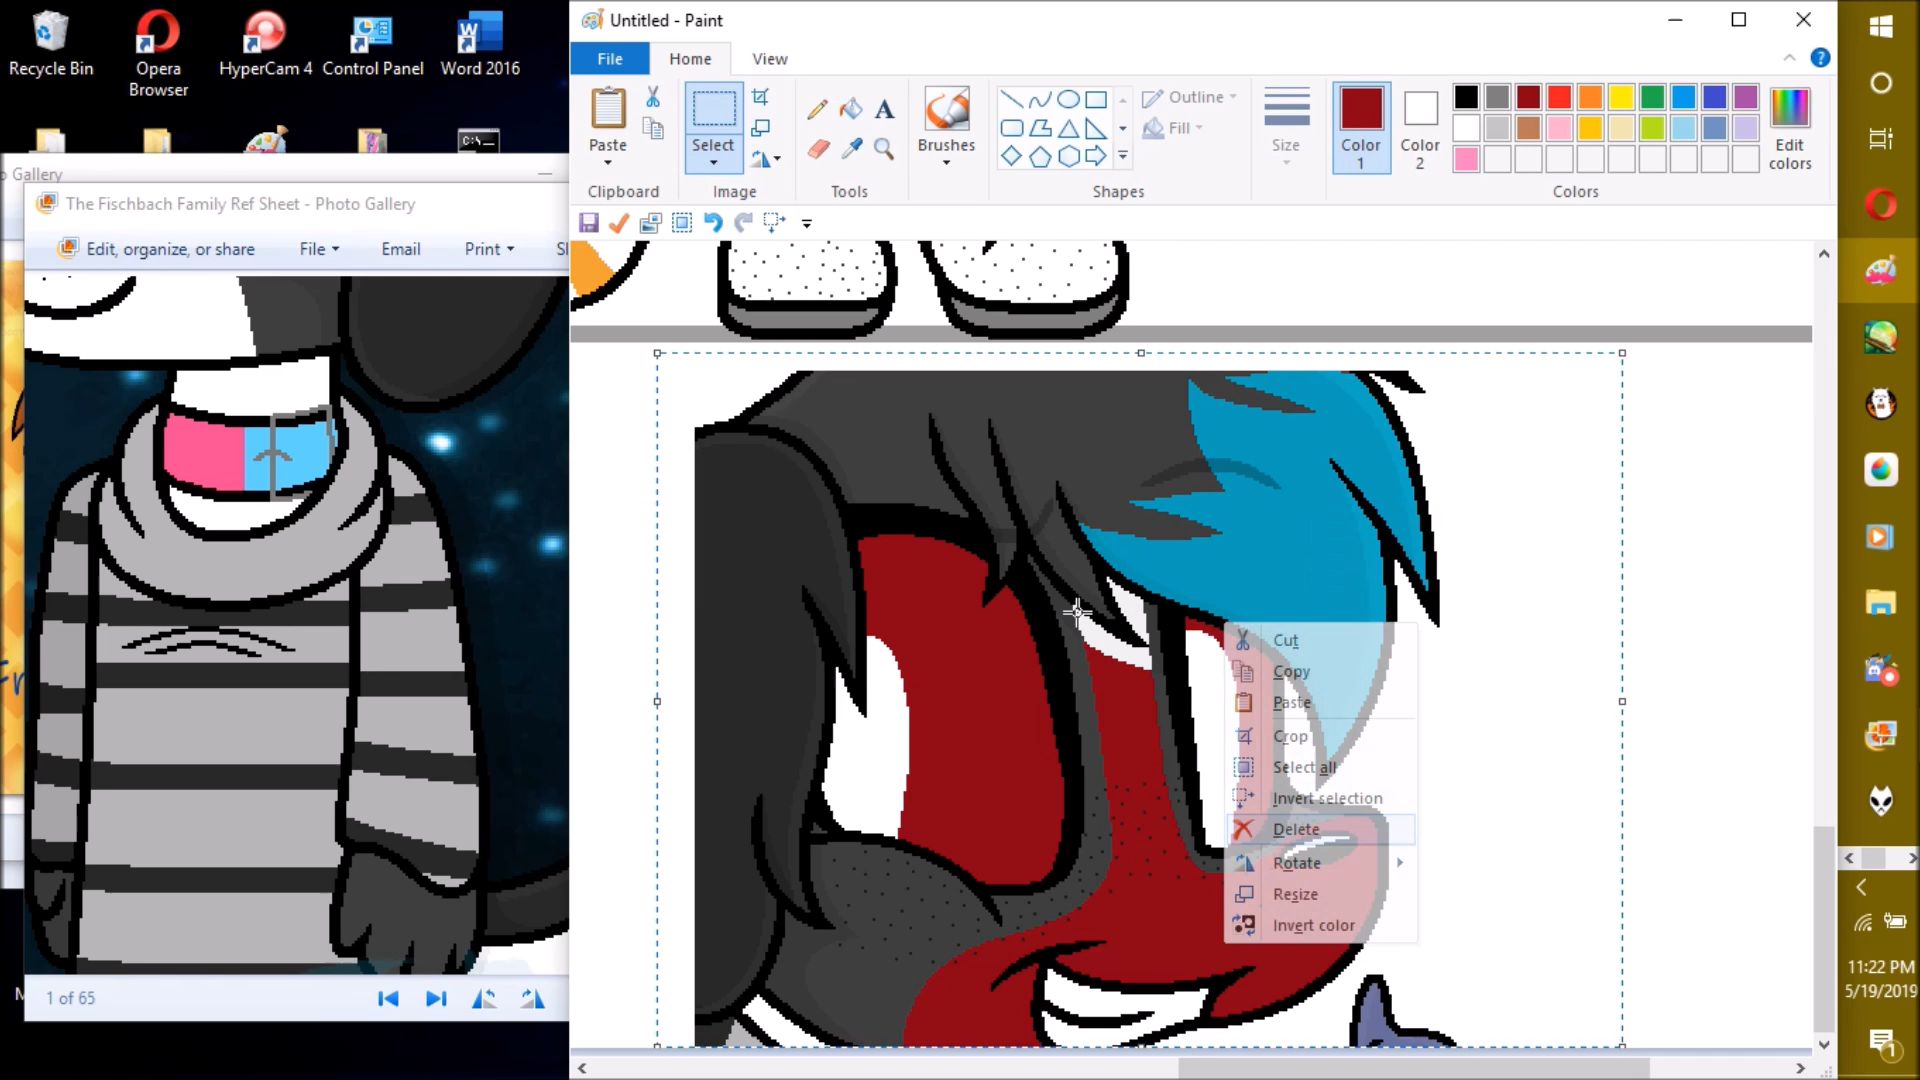 Recycle Bin
Opera
Browser
HyperCam 4
Control Panel
Word 2016
Gallery
The Fischbach Family Ref Sheet - Photo Gallery
Edit, organize, or share
File
Email
Print
1 of 65
Untitled - Paint
File
Home
View
Paste
Select
Brushes
Outline
Fill
Size
Color
1
Color
2
Edit
colors
Clipboard
Image
Tools
Shapes
Colors
Cut
Copy
Paste
Crop
Select all
Invert selection
Delete
Rotate
Resize
Invert color
11:22 PM
5/19/2019
1